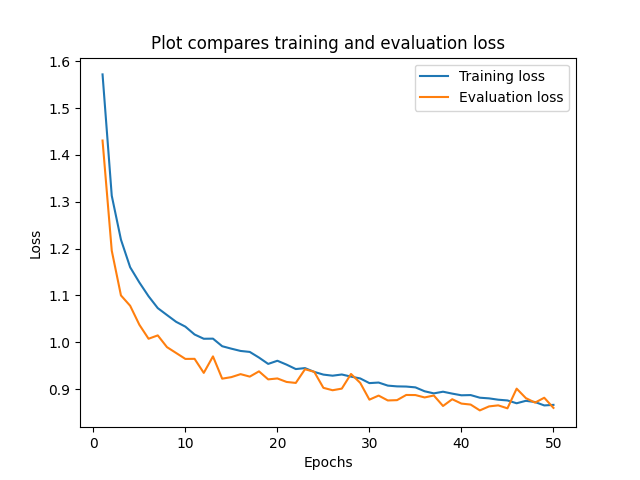 Plot compares training and evaluation loss
Training loss
Evaluation loss
Loss
1.6
1.5
1.4
1.3
1.2
1.1
1.0
0.9
0
10
20
30
40
50
Epochs